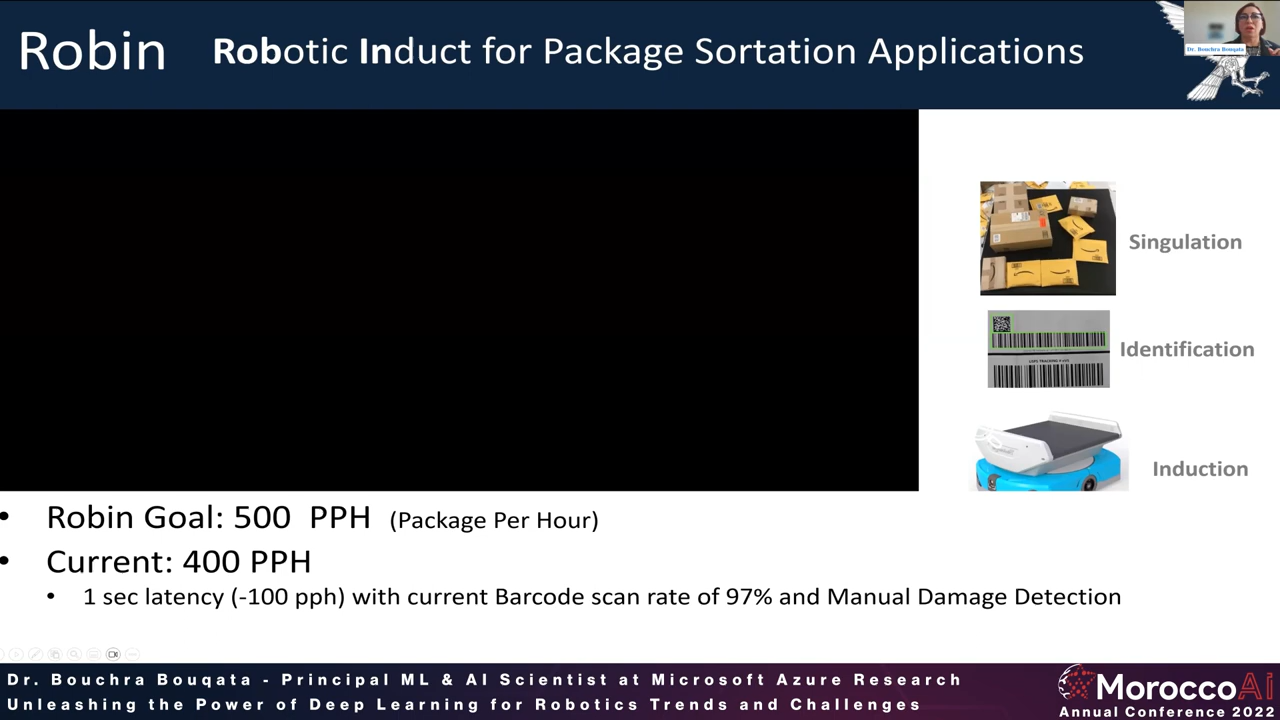 Robin Robotic Induct for Package Sortation Applications
Dr. Bouchra Bouqata
Singulation
Identification
Induction
• Robin Goal: 500 PPH (Package Per Hour)
• Current: 400 PPH
• 1 sec latency (-100 pph) with current Barcode scan rate of 97% and Manual Damage Detection
Dr. Bouchra Bouqata - Principal ML & AI Scientist at Microsoft Azure Research
Unleashing the Power of Deep Learning for Robotics Trends and Challenges
MoroccoAi
Annual Conference 2022